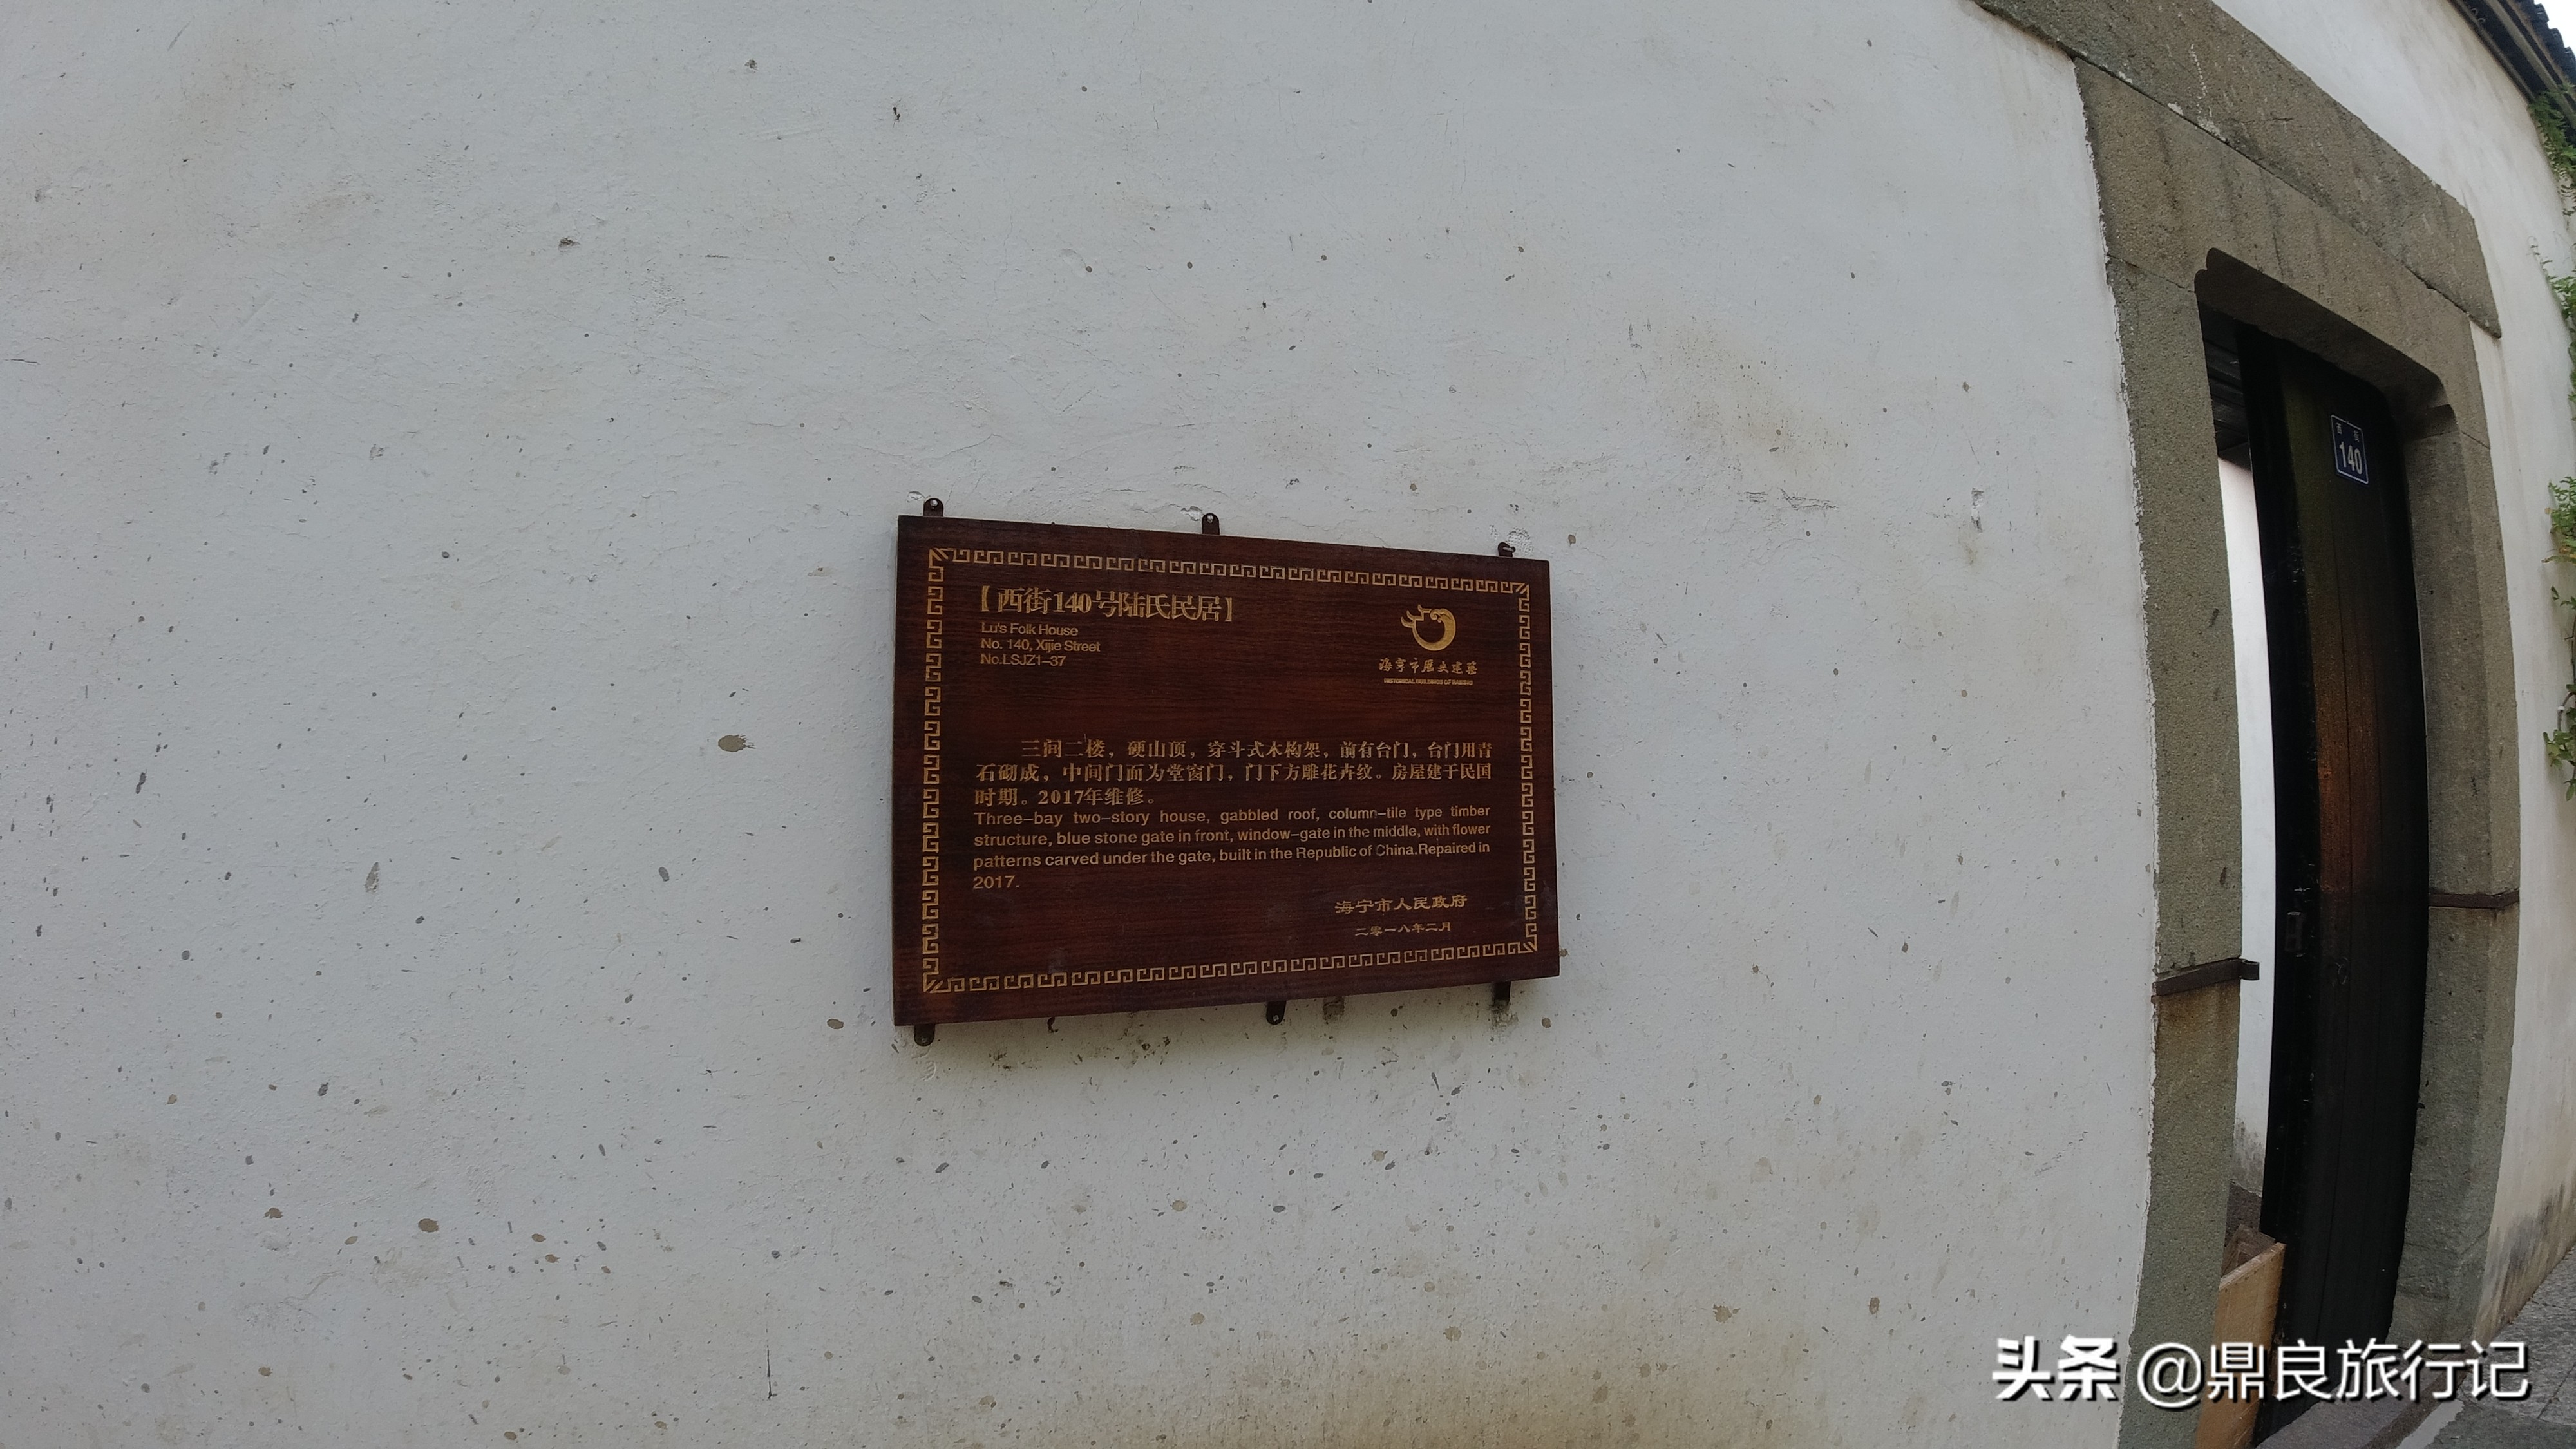 【西街140号陆氏民居】
Lu's Folk House
No. 140, Xijie Street
No.LSJZ1-37
海宁市历史建筑
HISTORICAL BUILDINGS OF HAINING
三间二楼，硬山顶，穿斗式木构架，前有台门，台门用青
石砌成，中间门面为堂窗门，门下方雕花卉纹。房屋建于民国
时期。2017年维修。
Three-bay two-story house, gabbled roof, column-tile type timber
structure, blue stone gate in front, window-gate in the middle, with flower
patterns carved under the gate, built in the Republic of China.Repaired in
2017.
海宁市人民政府
二零一八年二月
140
头条 @鼎良旅行记